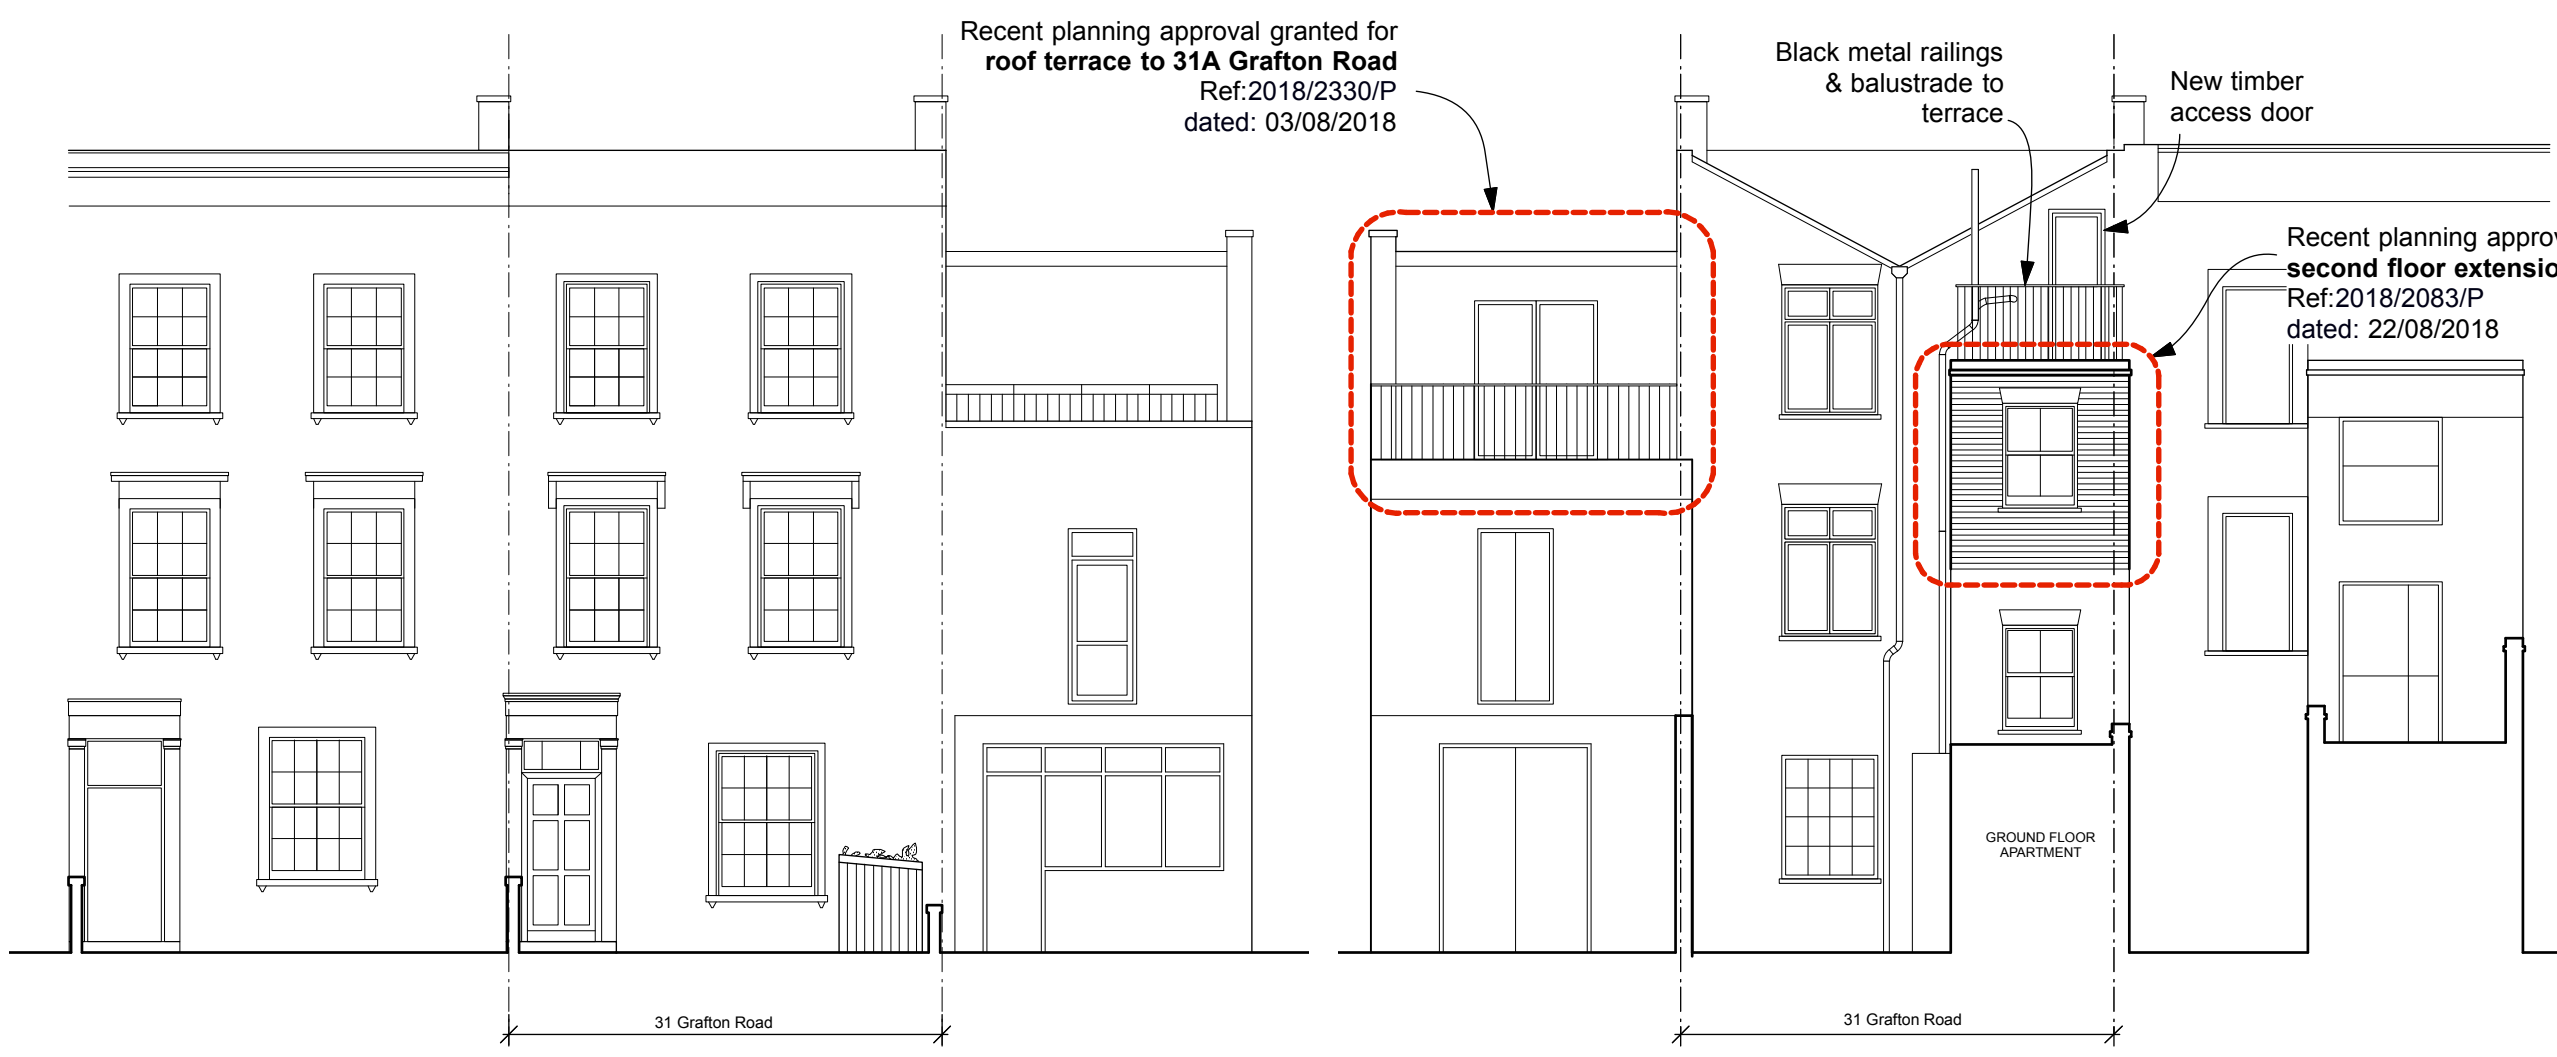 Recent planning approval granted for
roof terrace to 31A Grafton Road
Ref:2018/2330/P
dated: 03/08/2018
Black metal railings
& balustrade to
terrace
New timber
access door
Recent planning
second floor
Ref:2018/2083/P
dated: 22/08/2018
GROUND FLOOR
APARTMENT
31 Grafton Road
31 Grafton Road